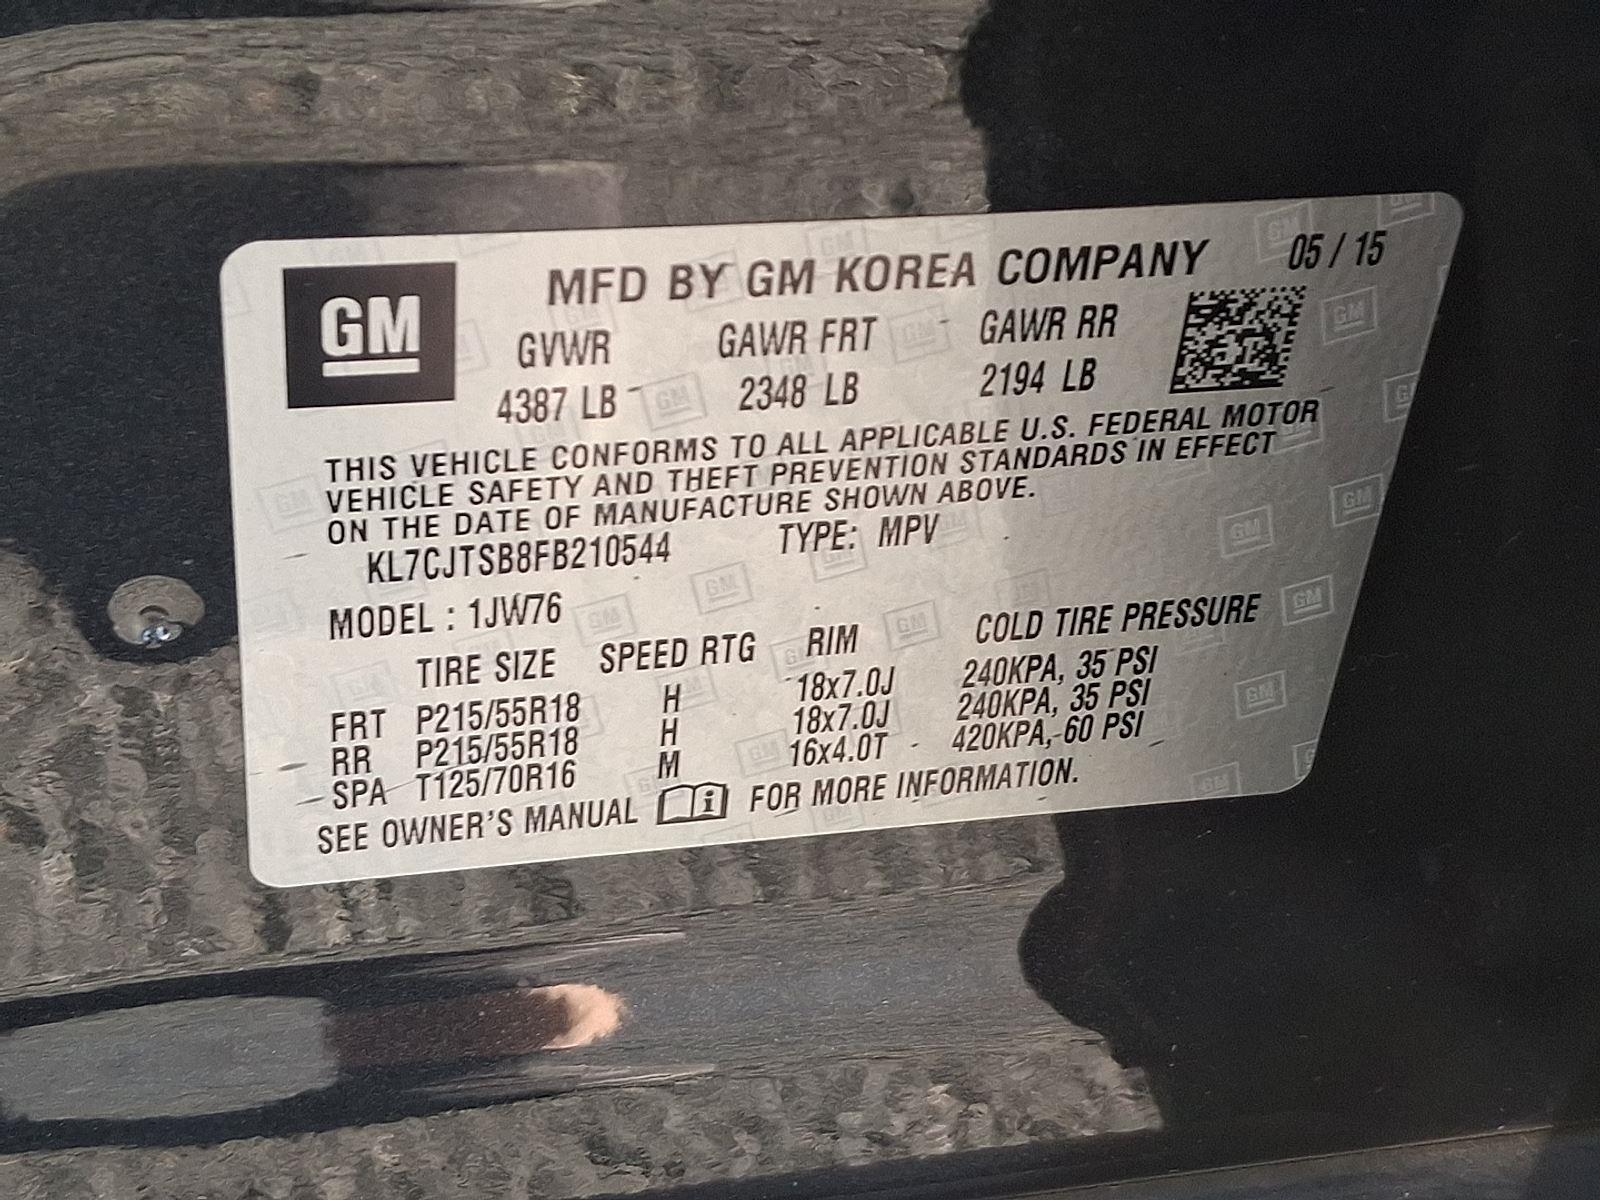 GM
MFD BY GM KOREA COMPANY 05 / 15
GVWR GAWR FRT GAWR RR
4387 LB 2348 LB 2194 LB
THIS VEHICLE CONFORMS TO ALL APPLICABLE U.S. FEDERAL MOTOR
VEHICLE SAFETY AND THEFT PREVENTION STANDARDS IN EFFECT
ON THE DATE OF MANUFACTURE SHOWN ABOVE.
KL7CJTSB8FB210544 TYPE: MPV
MODEL : 1JW76
TIRE SIZE SPEED RTG RIM COLD TIRE PRESSURE
FRT P215/55R18 H 18x7.0J 240KPA, 35 PSI
RR P215/55R18 H 18x7.0J 240KPA, 35 PSI
SPA T125/70R16 M 16x4.0T 420KPA, 60 PSI
SEE OWNER'S MANUAL FOR MORE INFORMATION.